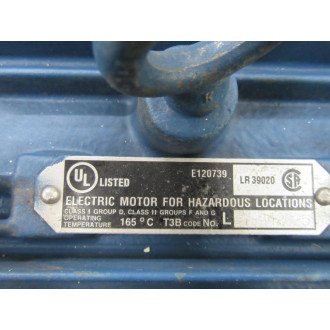 UL LISTED E120739 LR 39020 SA
ELECTRIC MOTOR FOR HAZARDOUS LOCATIONS
CLASS I GROUP D, CLASS II GROUPS F AND G
OPERATING
TEMPERATURE 165°C T3B CODE No. L